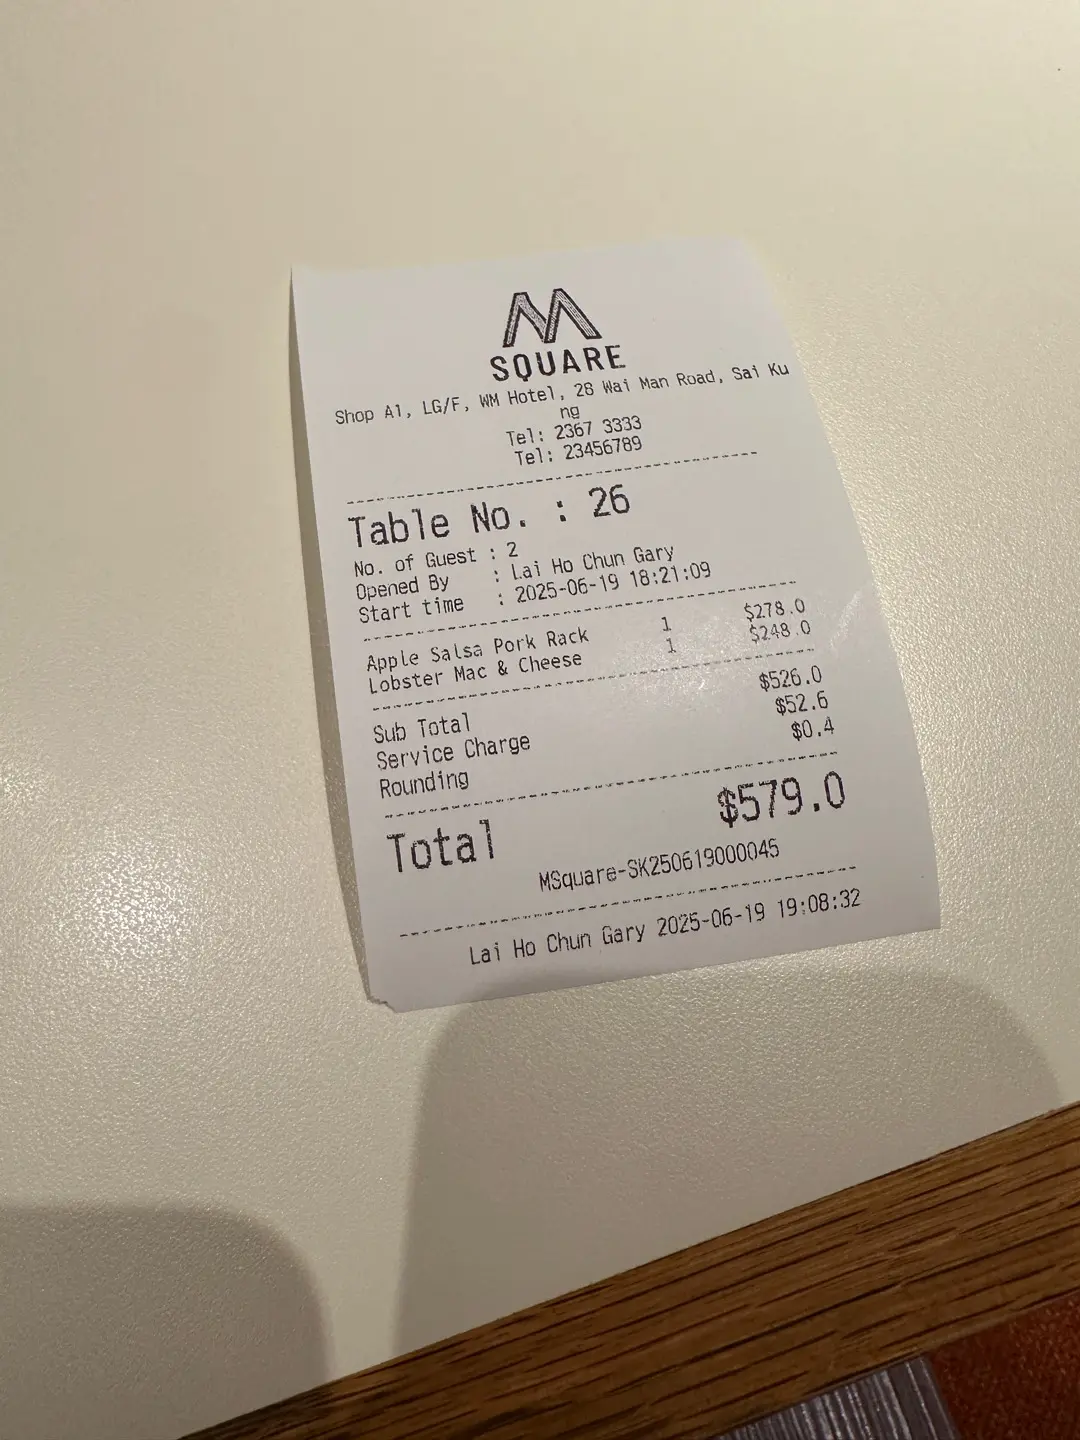 M
SQUARE
Shop A1, LG/F, WM Hotel, 28 Wai Man Road, Sai Ku
ng
Tel: 2367 3333
Tel: 23456789
Table No. : 26
No. of Guest : 2
Opened By : Lai Ho Chun Gary
Start time : 2025-06-19 18:21:09
Apple Salsa Pork Rack 1 $278.0
Lobster Mac & Cheese 1 $248.0
Sub Total $526.0
Service Charge $52.6
Rounding $0.4
Total $579.0
MSquare-SK250619000045
Lai Ho Chun Gary 2025-06-19 19:08:32